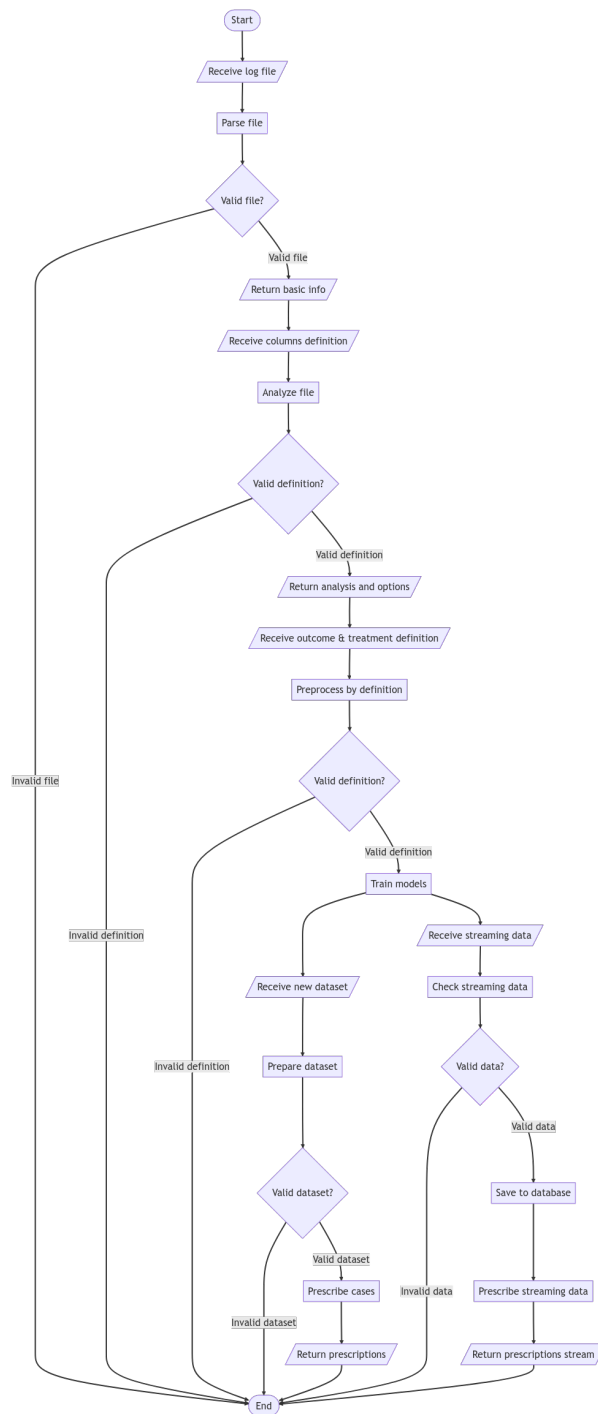 Start
Receive log file
Parse file
Valid file?
Valid file
Return basic info
Receive columns definition
Analyze file
Valid definition?
Valid definition
Return analysis and options
Receive outcome & treatment definition
Preprocess by definition
Invalid file
Valid definition?
Valid definition
Train models
Invalid definition
Receive streaming data
Receive new dataset
Check streaming data
Invalid definition
Prepare dataset
Valid data?
Valid data
Valid dataset?
Save to database
Valid dataset
Prescribe cases
Invalid data
Prescribe streaming data
Invalid dataset
Return prescriptions
Return prescriptions stream
End